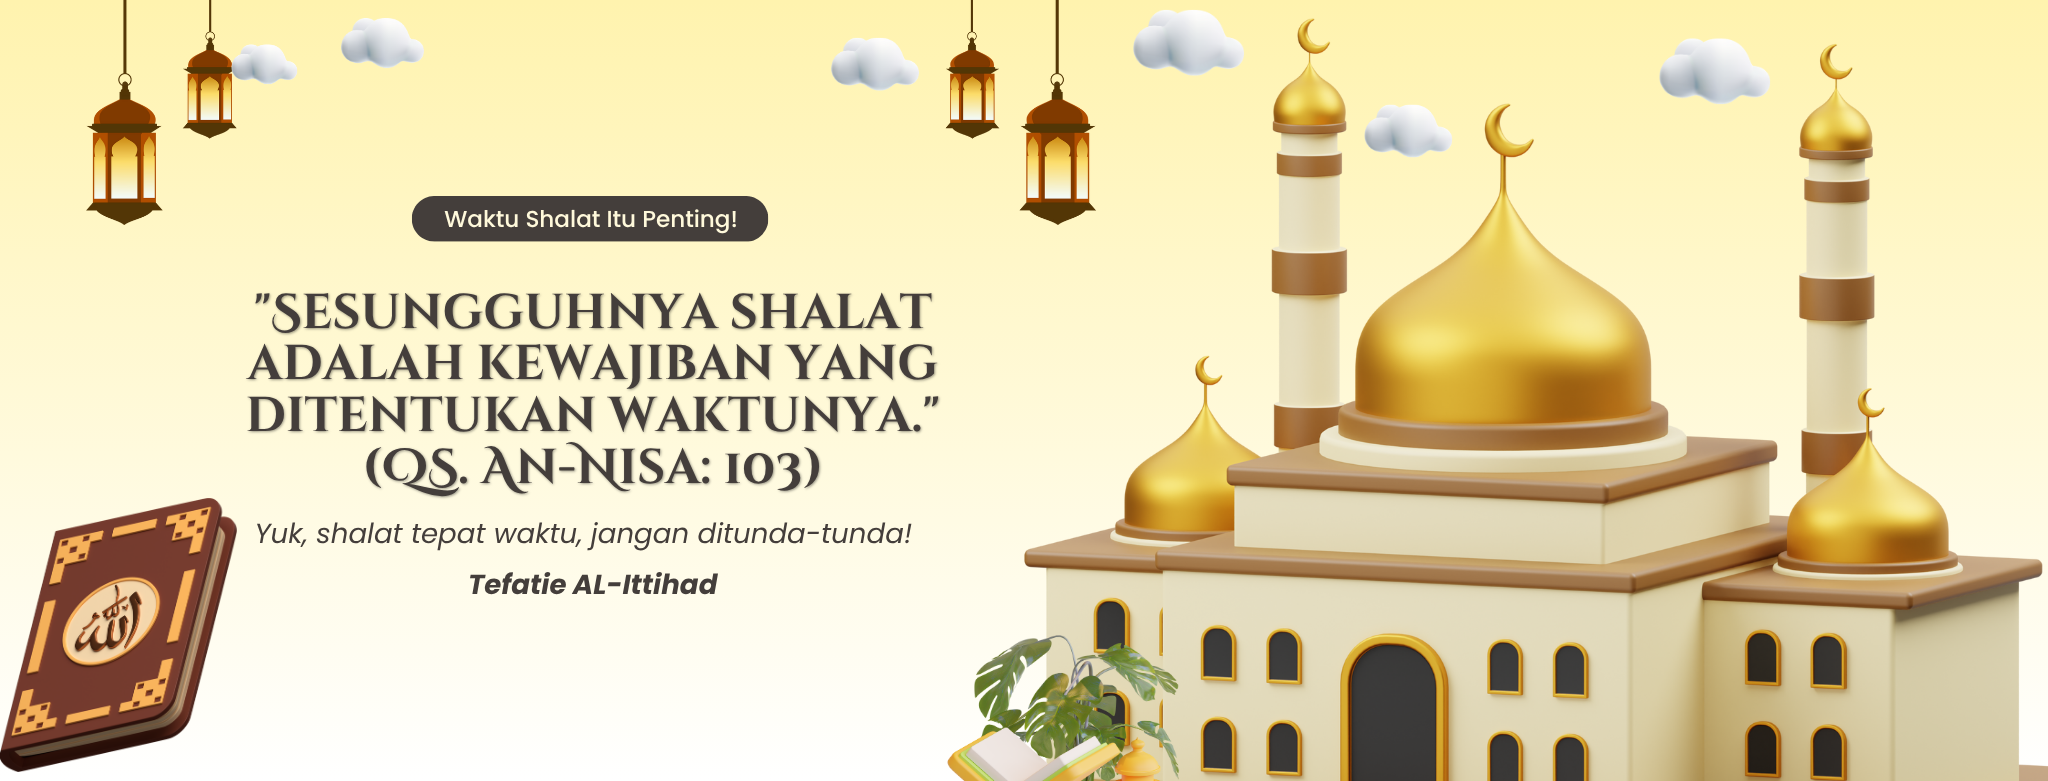 Waktu Shalat Itu Penting!
"Sesungguhnya shalat
adalah kewajiban yang
ditentukan waktunya."
(QS. An-Nisa: 103)
Yuk, shalat tepat waktu, jangan ditunda-tunda!
Tefatie AL-Ittihad
الله